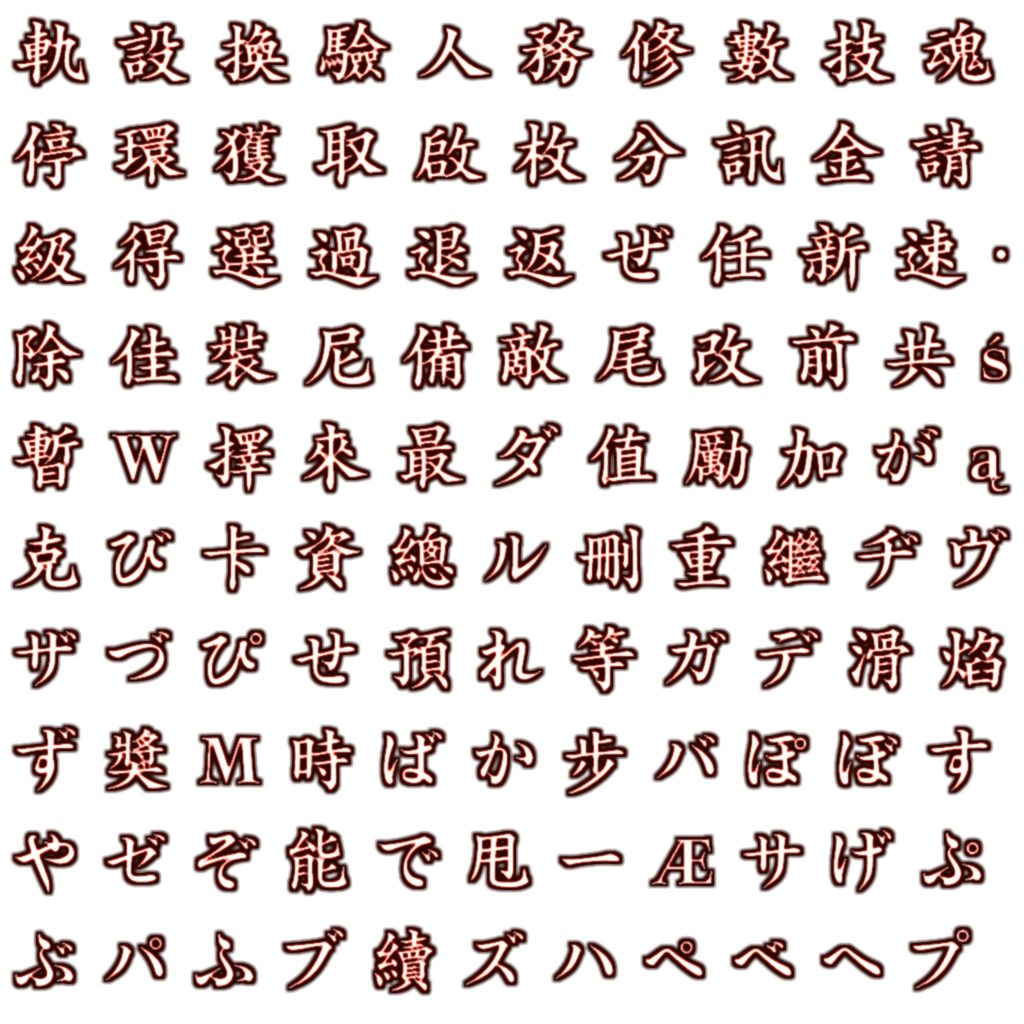 軌設換驗人務修數技魂
停環獲取啟枚分訊金請
級得選過退返ぜ任新速·
除佳裝尼備敵尾改前共ś
暫W擇來最ダ值勵加がą
克び卡資總ル刪重繼ヂヴ
ザづぴせ預れ等ガデ滑焰
ず獎M時ばか步バぽぼす
やゼぞ能で甩一Æサげぷ
ぶパふブ續ズハペベヘプ